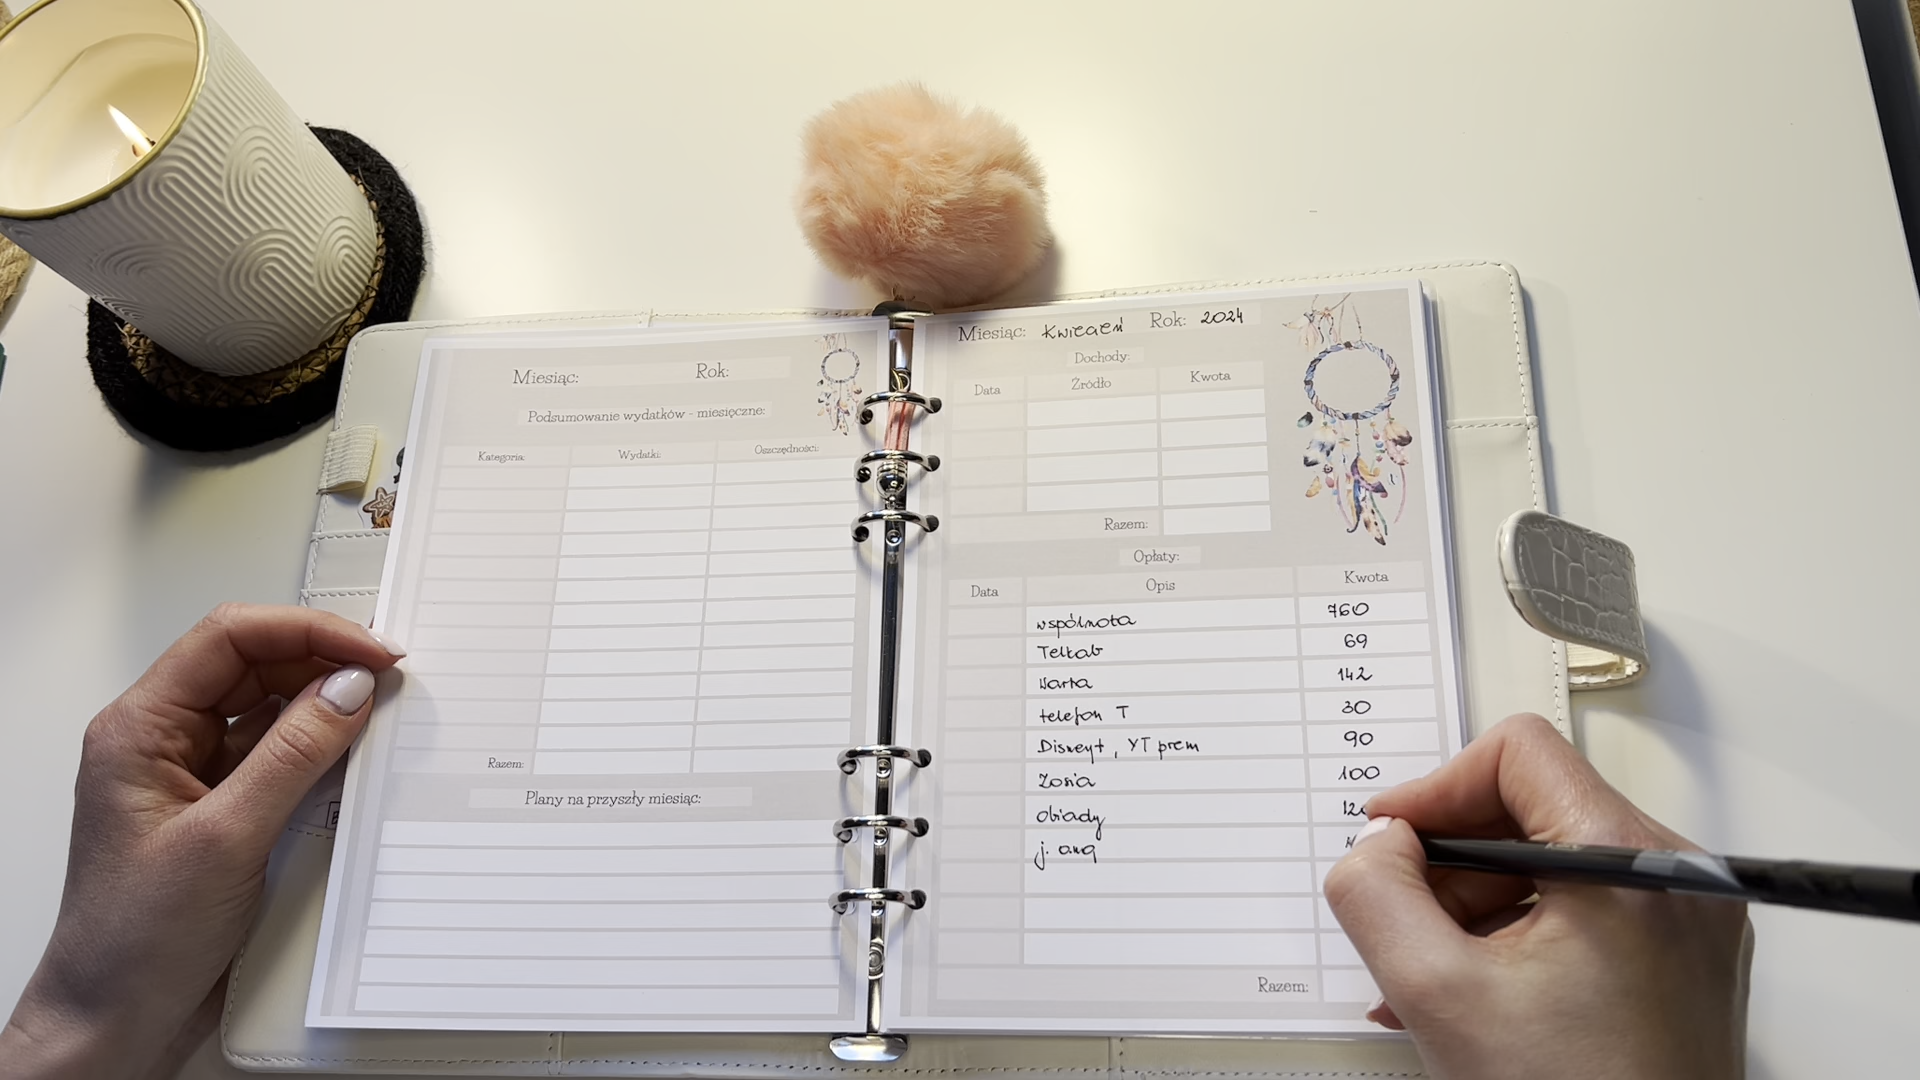 Miesiąc: Rok:
Podsumowanie wydatków - miesięczne:
Kategoria: Wydatki: Oszczędności:
Razem:
Plany na przyszły miesiąc:
Miesiąc: Kwiecień Rok: 2024
Dochody:
Data Źródło Kwota
Razem:
Opłaty:
Data Opis Kwota
wspólnota 760
Telkab 69
Warta 142
telefon T 30
Disney+, YT prem 90
Zosia 100
obiady
j. ang
Razem: